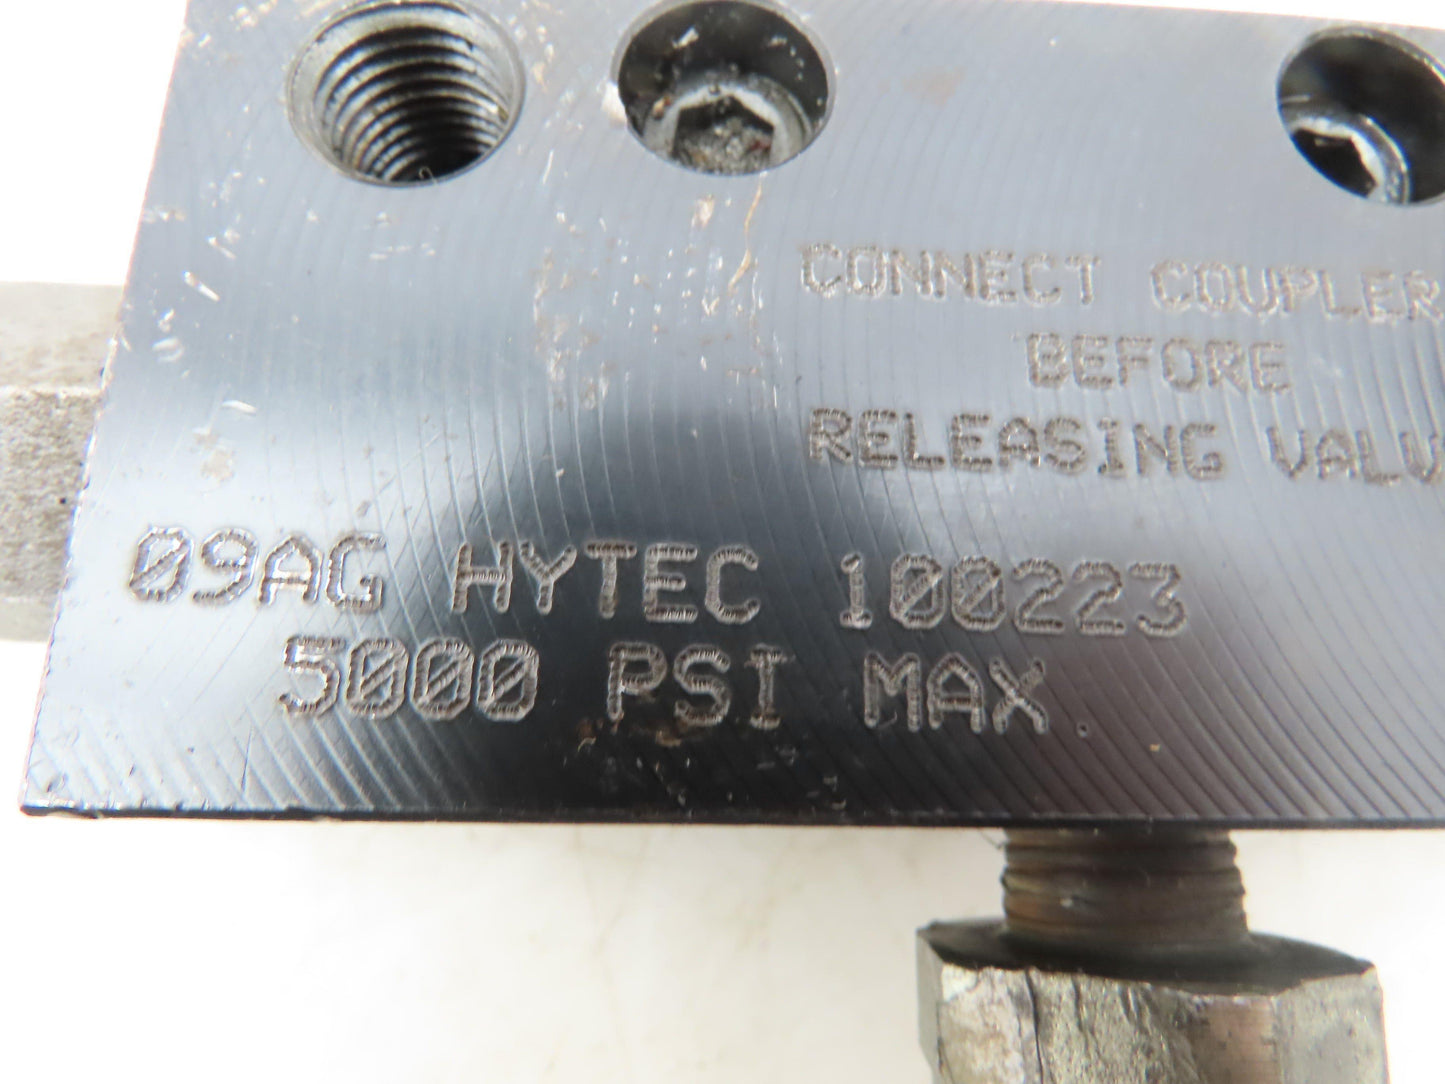 CONNECT COUPLER
BEFORE
RELEASING VALV
09AG HYTEC 100223
5000 PSI MAX.